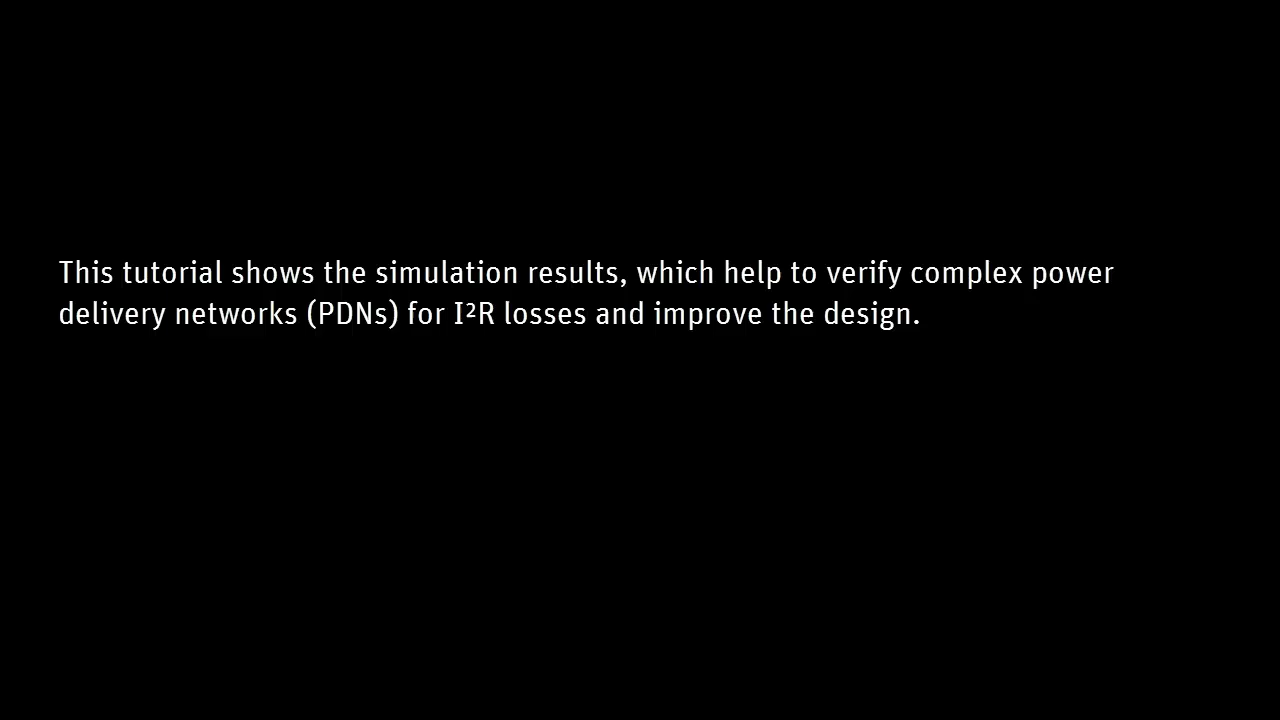 This tutorial shows the simulation results, which help to verify complex power
delivery networks (PDNs) for I²R losses and improve the design.